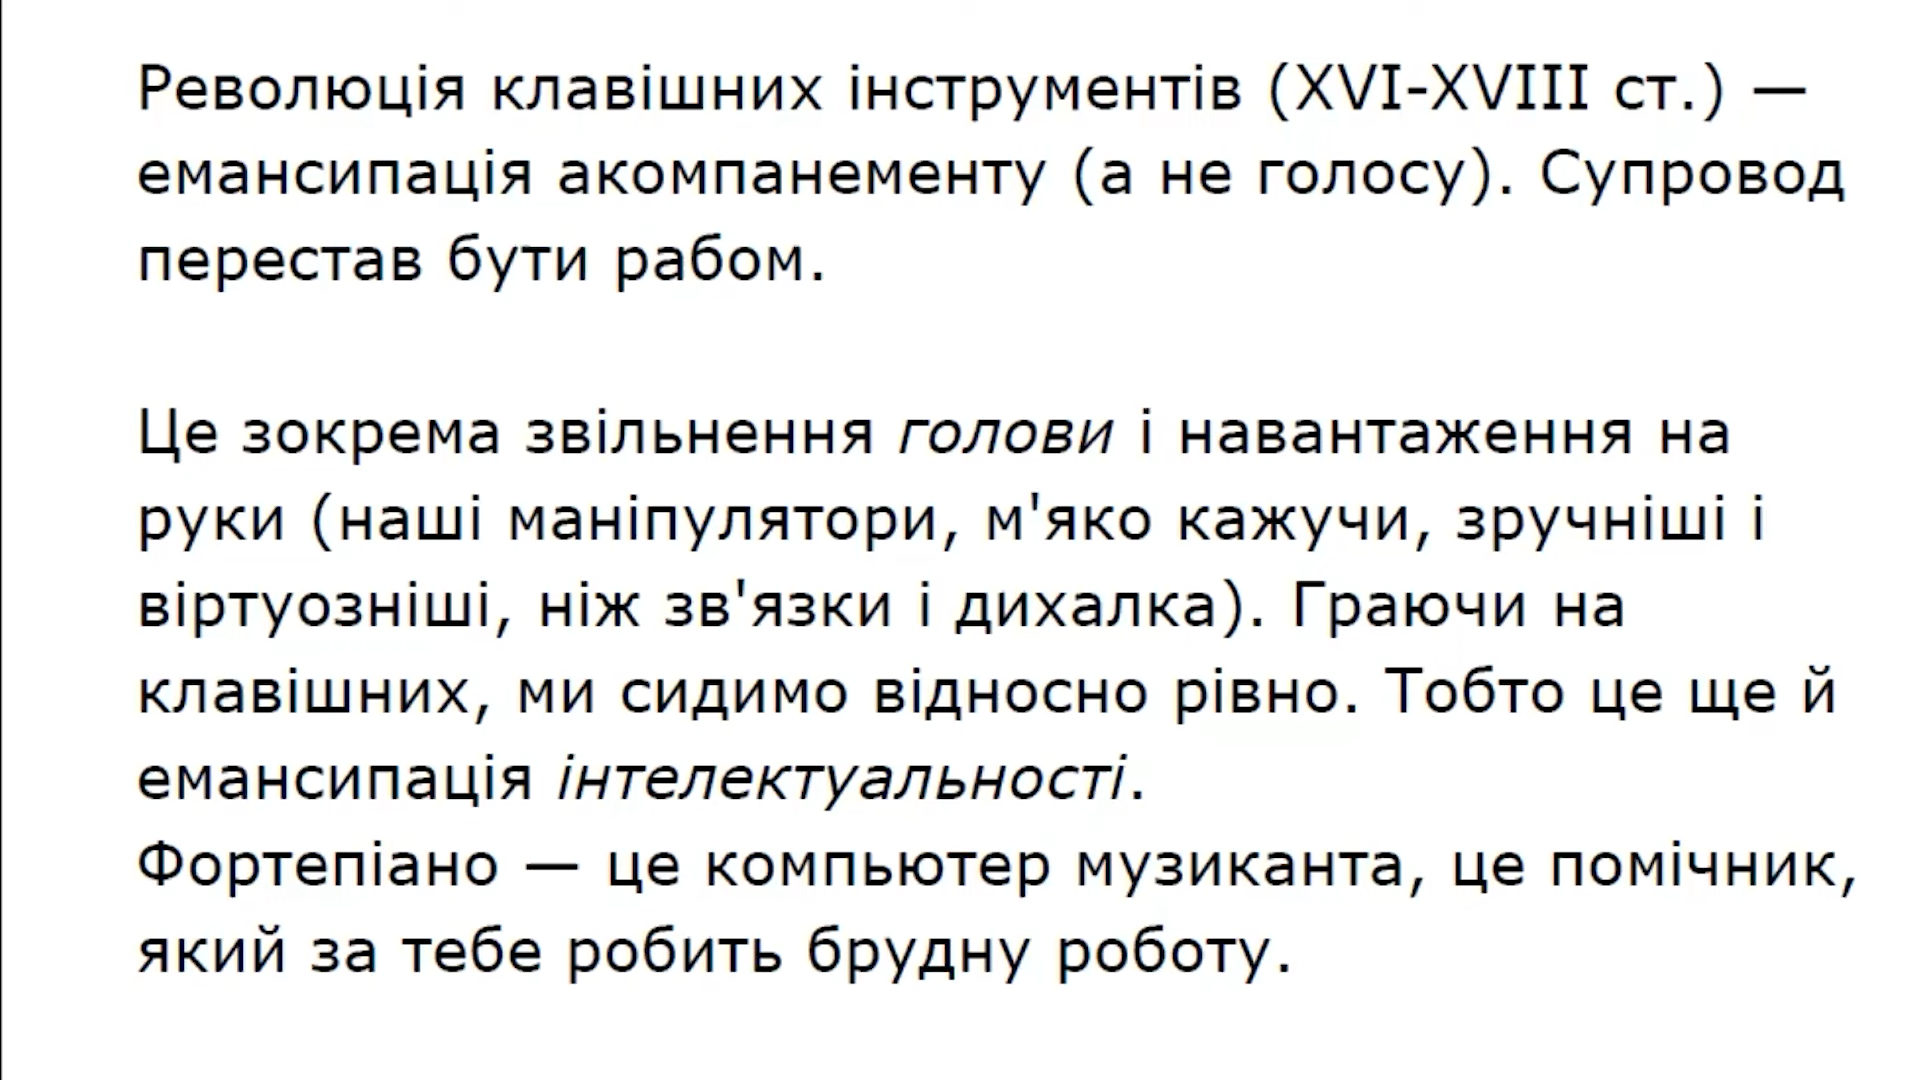 Революція клавішних інструментів (XVI-XVIII ст.) —
емансипація акомпанементу (а не голосу). Супровод
перестав бути рабом.
Це зокрема звільнення голови і навантаження на
руки (наші маніпулятори, м'яко кажучи, зручніші і
віртуозніші, ніж зв'язки і дихалка). Граючи на
клавішних, ми сидимо відносно рівно. Тобто це ще й
емансипація інтелектуальності.
Фортепіано — це компьютер музиканта, це помічник,
який за тебе робить брудну роботу.